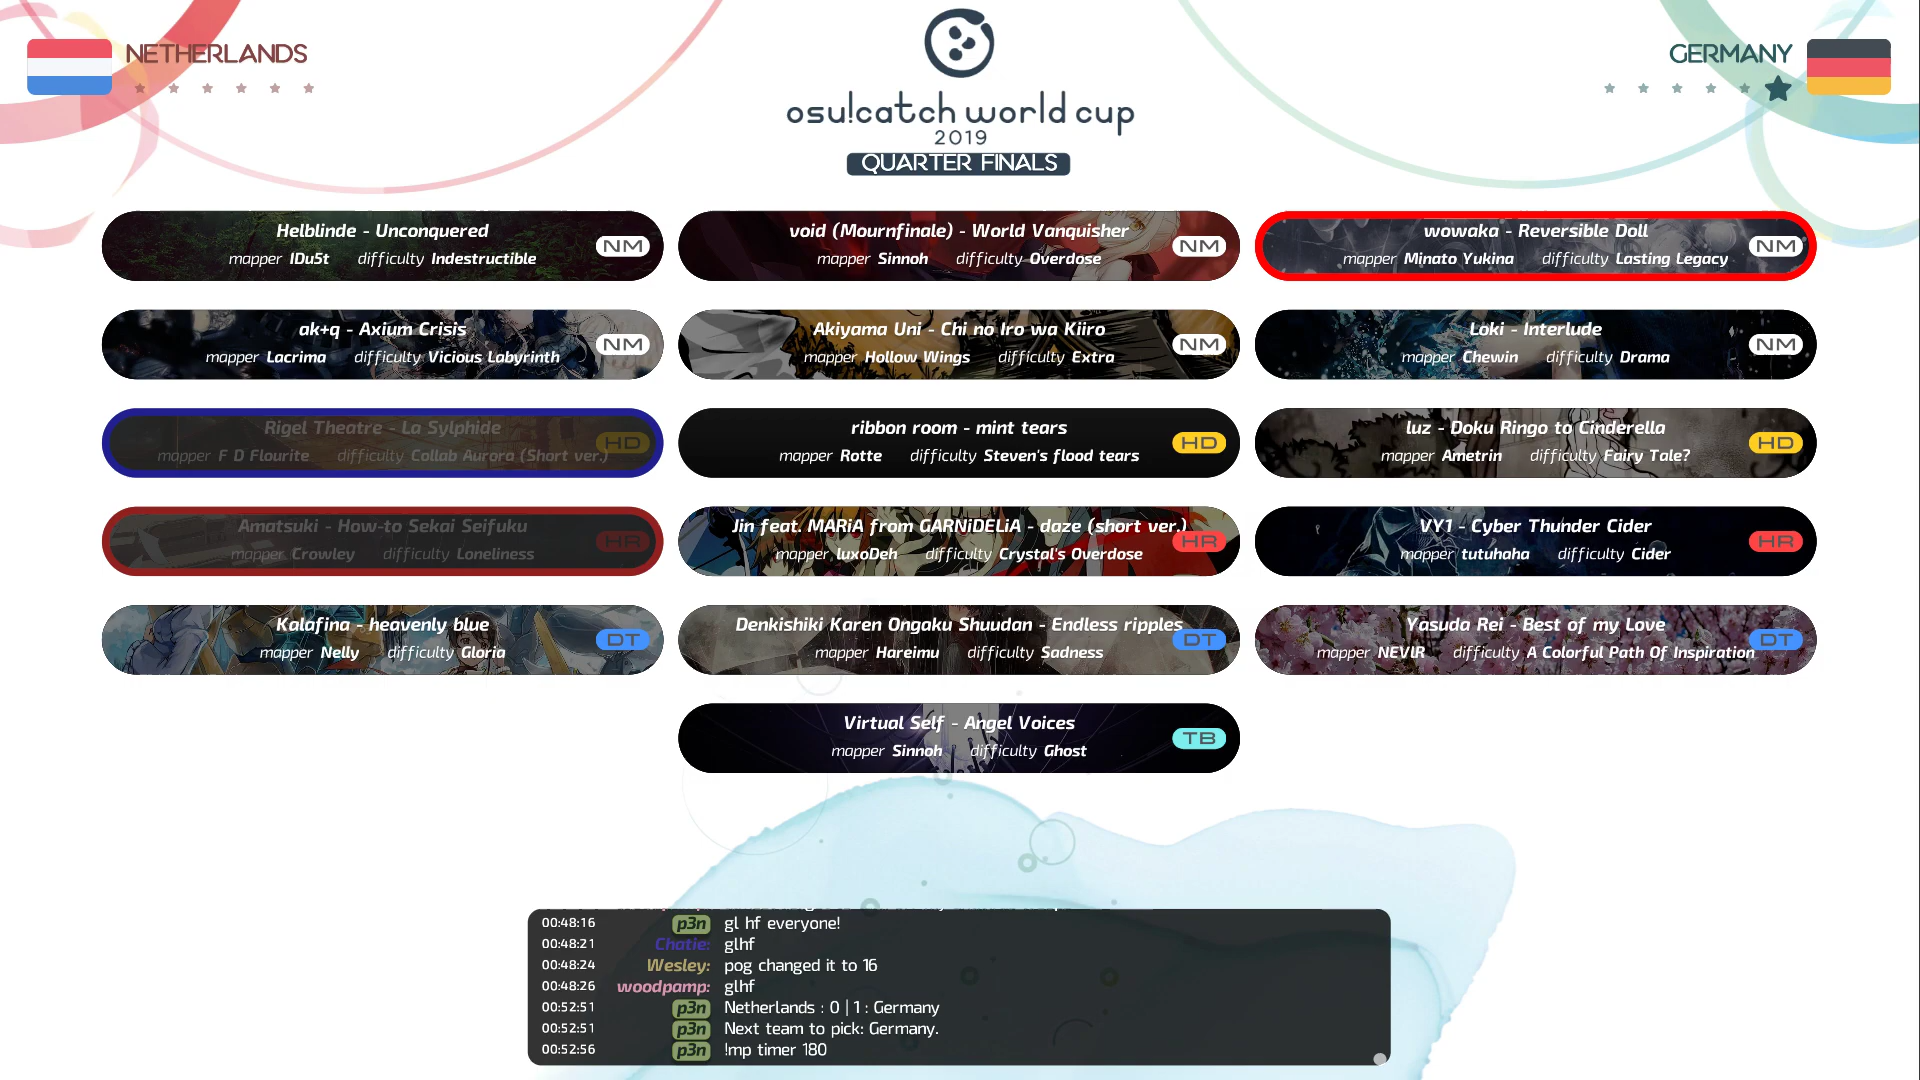 NETHERLANDS
GERMANY
osu!catch world cup
2019
QUARTER FINALS
Helblinde - Unconquered
mapper IDu5t difficulty Indestructible
NM
void (Mournfinale) - World Vanquisher
mapper Sinnoh difficulty Overdose
NM
wowaka - Reversible Doll
mapper Minato Yukina difficulty Lasting Legacy
NM
ak+q - Axium Crisis
mapper Lacrima difficulty Vicious Labyrinth
NM
Akiyama Uni - Chi no Iro wa Kiiro
mapper Hollow Wings difficulty Extra
NM
Loki - Interlude
mapper Chewin difficulty Drama
NM
Rigel Theatre - La Sylphide
mapper F D Flourite difficulty Collab Aurora (Short ver.)
HD
ribbon room - mint tears
mapper Rotte difficulty Steven's flood tears
HD
luz - Doku Ringo to Cinderella
mapper Ametrin difficulty Fairy Tale?
HD
Amatsuki - How-to Sekai Seifuku
mapper Crowley difficulty Loneliness
HR
Jin feat. MARiA from GARNiDELiA - daze (short ver.)
mapper luxoDeh difficulty Crystal's Overdose
HR
VY1 - Cyber Thunder Cider
mapper tutuhaha difficulty Cider
HR
Kalafina - heavenly blue
mapper Nelly difficulty Gloria
DT
Denkishiki Karen Ongaku Shuudan - Endless ripples
mapper Hareimu difficulty Sadness
DT
Yasuda Rei - Best of my Love
mapper NEVIR difficulty A Colorful Path Of Inspiration
DT
Virtual Self - Angel Voices
mapper Sinnoh difficulty Ghost
TB
00:48:16 p3n gl hf everyone!
00:48:21 Chatie: glhf
00:48:24 Wesley: pog changed it to 16
00:48:26 woodpamp: glhf
00:52:51 p3n Netherlands : 0 | 1 : Germany
00:52:51 p3n Next team to pick: Germany.
00:52:56 p3n !mp timer 180